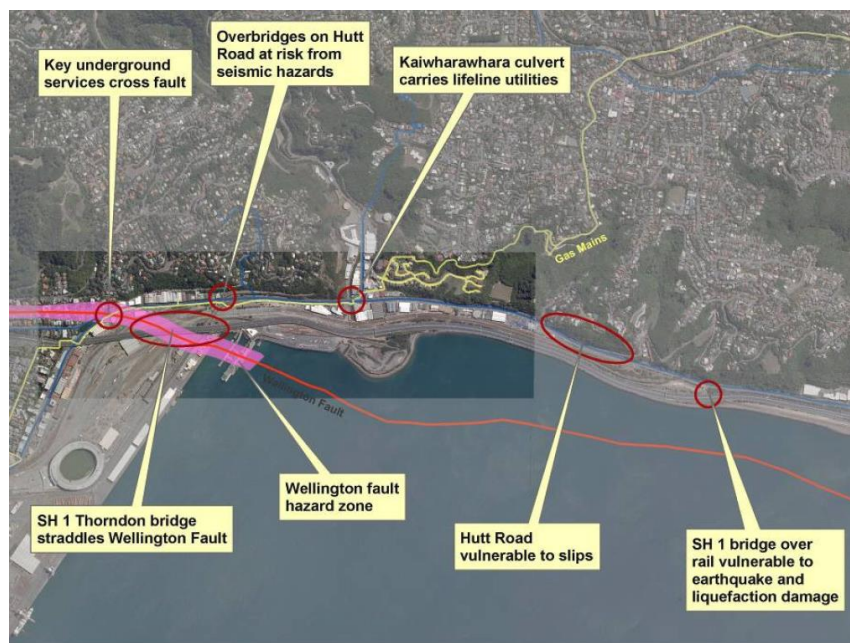 Key underground
services cross fault
Overbridges on Hutt
Road at risk from
seismic hazards
Kaiwharawhara culvert
carries lifeline utilities
Gas Mains
Wellington Fault
SH 1 Thorndon bridge
straddles Wellington Fault
Wellington fault
hazard zone
Hutt Road
vulnerable to slips
SH 1 bridge over
rail vulnerable to
earthquake and
liquefaction damage